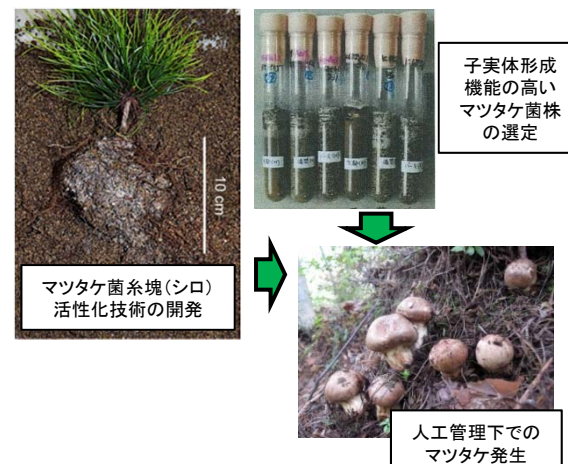 子実体形成
機能の高い
マツタケ菌株
の選定
10 cm
マツタケ菌糸塊(シロ)
活性化技術の開発
人工管理下での
マツタケ発生